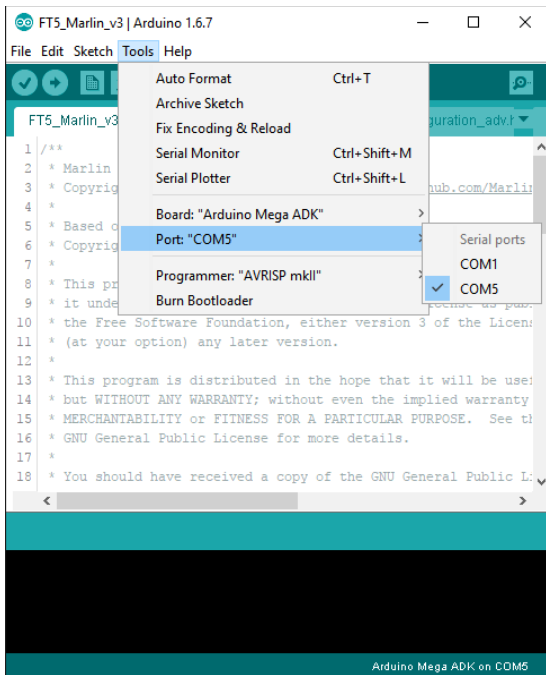 FT5_Marlin_v3 | Arduino 1.6.7
File Edit Sketch Tools Help
FT5_Marlin_v3
guration_adv.h
Auto Format Ctrl+T
Archive Sketch
Fix Encoding & Reload
Serial Monitor Ctrl+Shift+M
Serial Plotter Ctrl+Shift+L
Board: "Arduino Mega ADK"
Port: "COM5"
Programmer: "AVRISP mkII"
Burn Bootloader
Serial ports
COM1
COM5
1 /**
2 * Marlin
3 * Copyrig hub.com/Marlin
4 *
5 * Based o
6 * Copyrig
7 *
8 * This pr
9 * it unde
10 * the Free Software Foundation, either version 3 of the Licens
11 * (at your option) any later version.
12 *
13 * This program is distributed in the hope that it will be usef
14 * but WITHOUT ANY WARRANTY; without even the implied warranty
15 * MERCHANTABILITY or FITNESS FOR A PARTICULAR PURPOSE. See th
16 * GNU General Public License for more details.
17 *
18 * You should have received a copy of the GNU General Public Li
Arduino Mega ADK on COM5